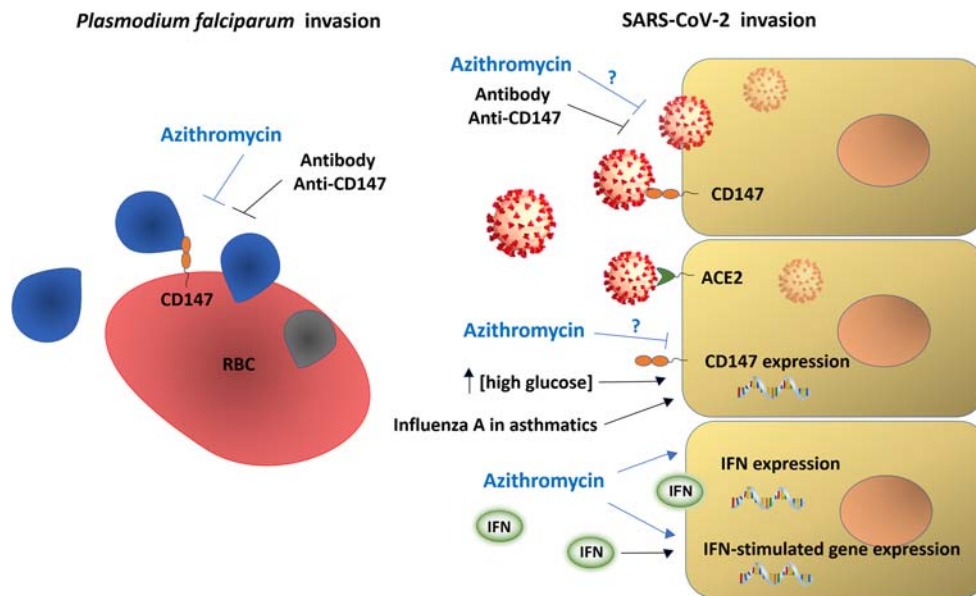 Plasmodium falciparum invasion
Azithromycin
Antibody
Anti-CD147
CD147
RBC
SARS-CoV-2 invasion
Azithromycin
?
Antibody
Anti-CD147
CD147
ACE2
Azithromycin
?
CD147 expression
[high glucose]
Influenza A in asthmatics
Azithromycin
IFN expression
IFN
IFN
IFN
IFN-stimulated gene expression